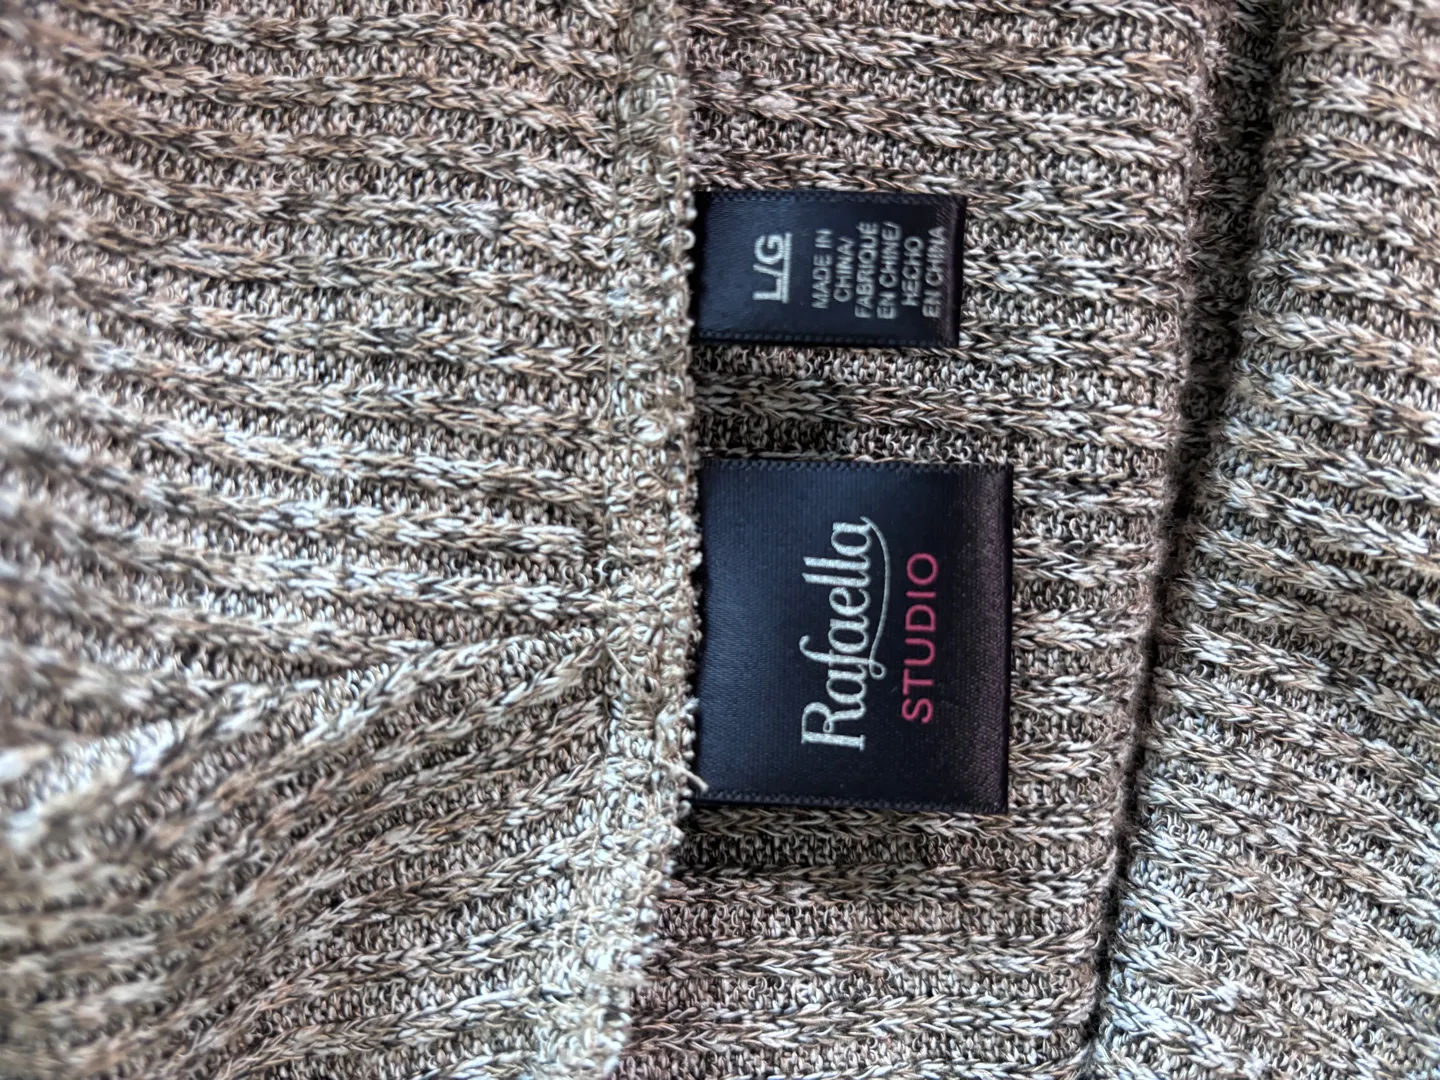 L/G
MADE IN
CHINA/
FABRIQUÉ
EN CHINE/
HECHO
EN CHINA
Rafaella
STUDIO